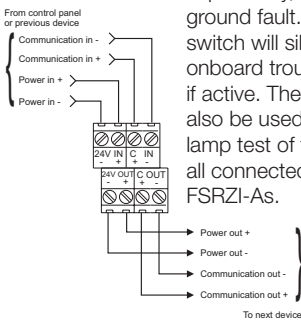 From control panel
or previous device
Communication in -
Communication in +
Power in +
Power in -
24V IN C IN
- + + -
24V OUT C OUT
- + + -
Power out +
Power out -
Communication out -
Communication out +
To next device
ground fault.
switch will sil
onboard trou
if active. The
also be used
lamp test of
all connected
FSRZI-As.